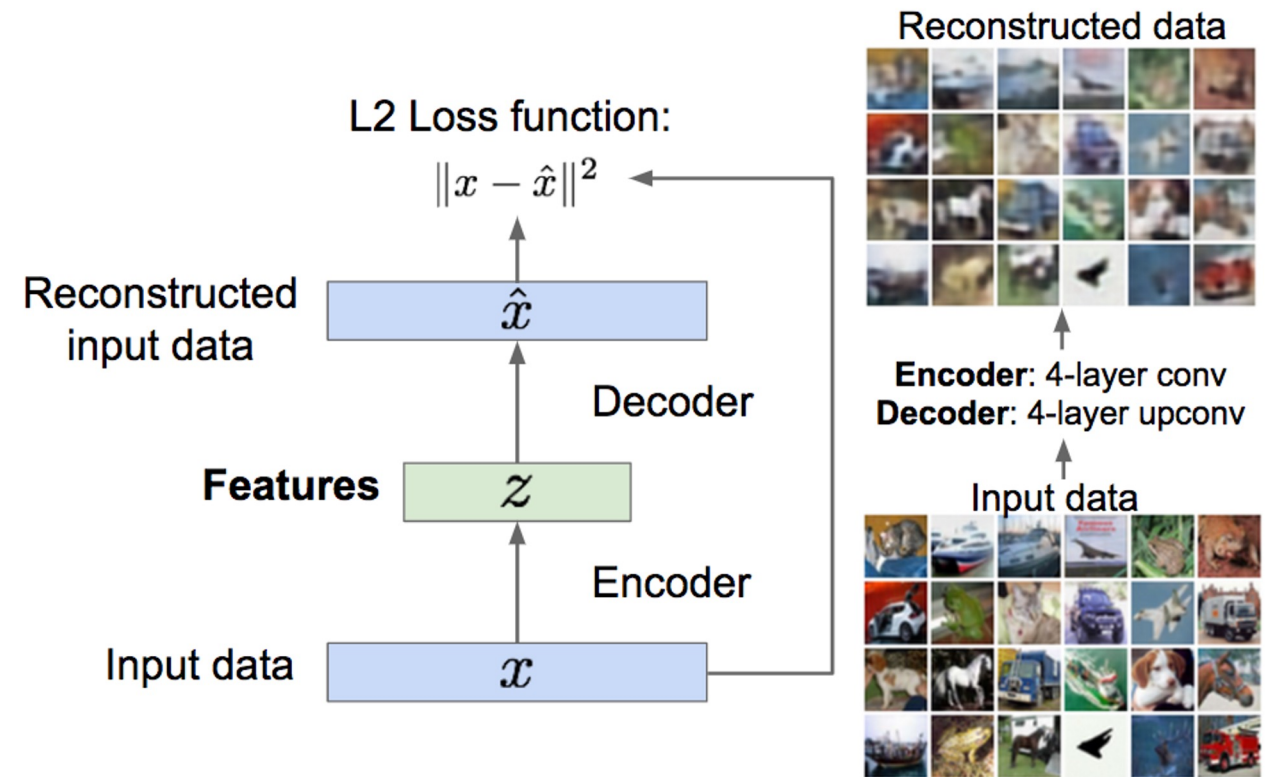 Reconstructed data
L2 Loss function:
‖x − x̂‖²
Reconstructed
input data
x̂
Decoder
Encoder: 4-layer conv
Decoder: 4-layer upconv
Features
z
Input data
Encoder
Input data
x